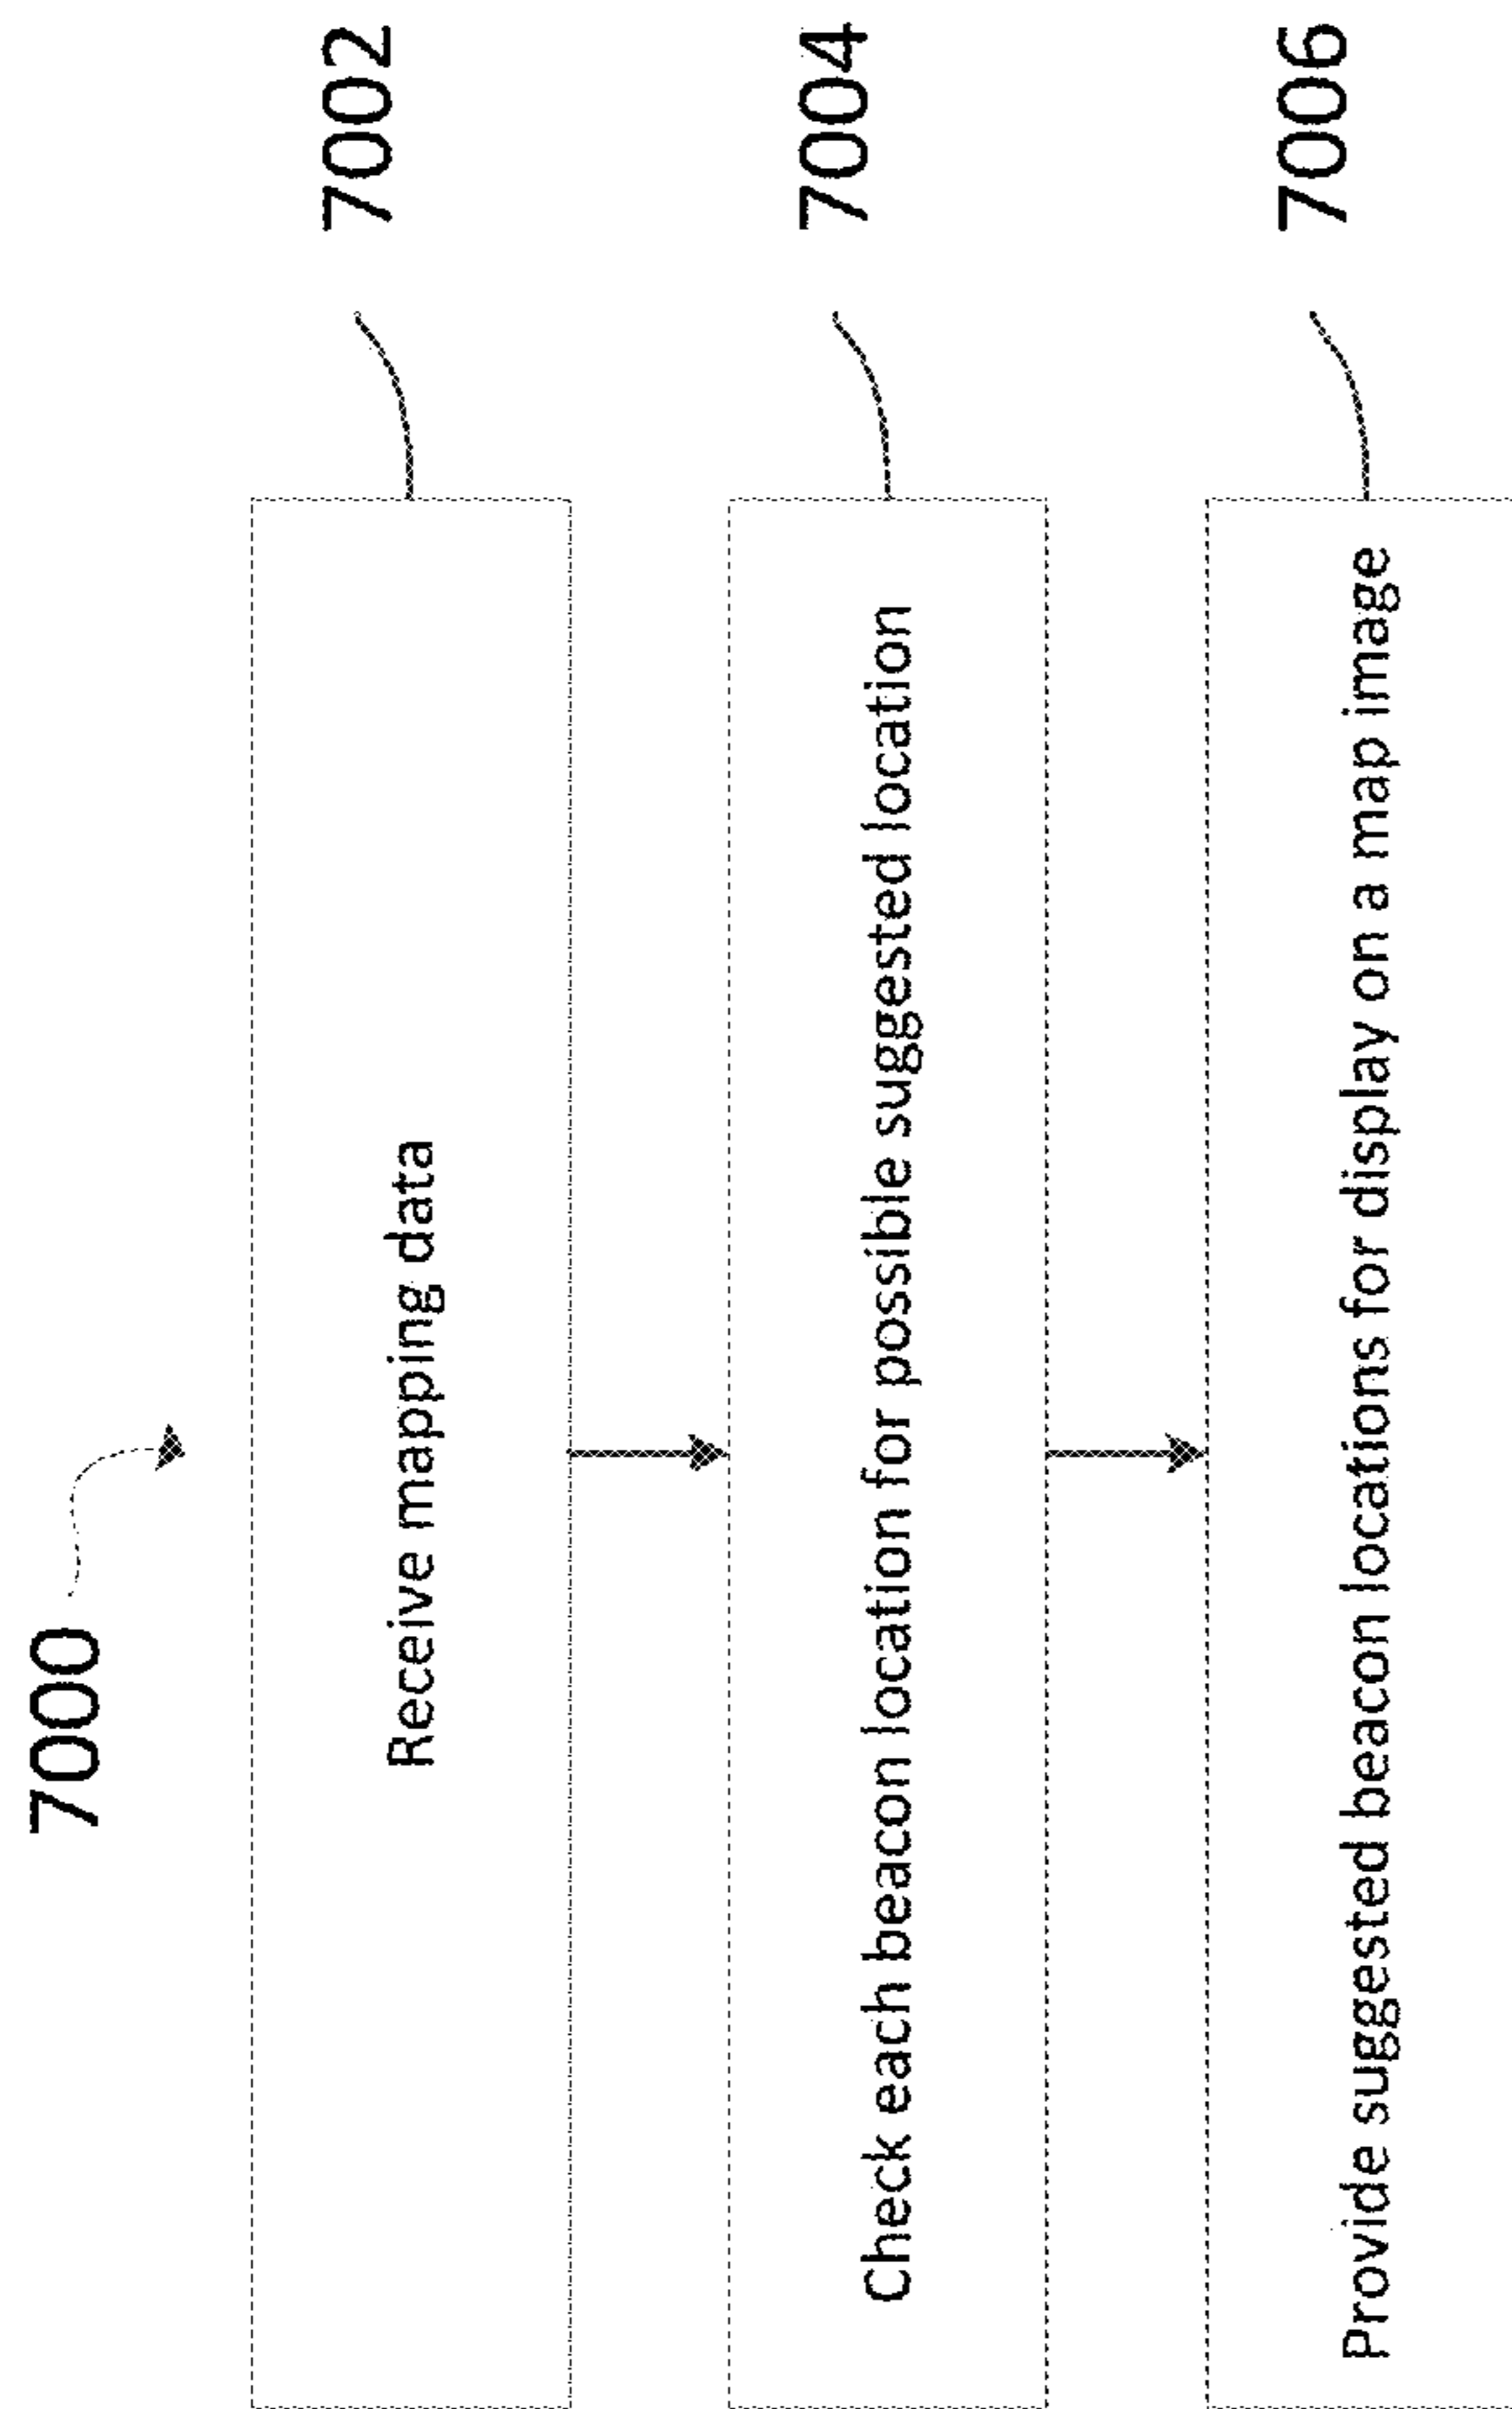 7000
Receive mapping data
7002
Check each beacon location for possible suggested location
7004
Provide suggested beacon locations for display on a map image
7006